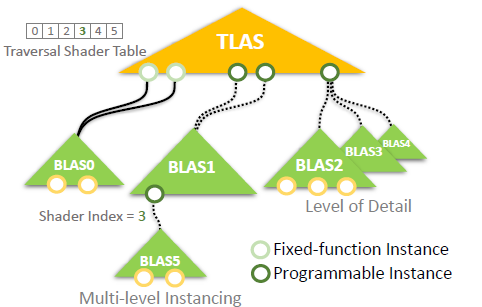 0 1 2 3 4 5
Traversal Shader Table
TLAS
BLAS0
BLAS1
BLAS2
BLAS3
BLAS4
Shader Index = 3
Level of Detail
BLAS5
Fixed-function Instance
Programmable Instance
Multi-level Instancing